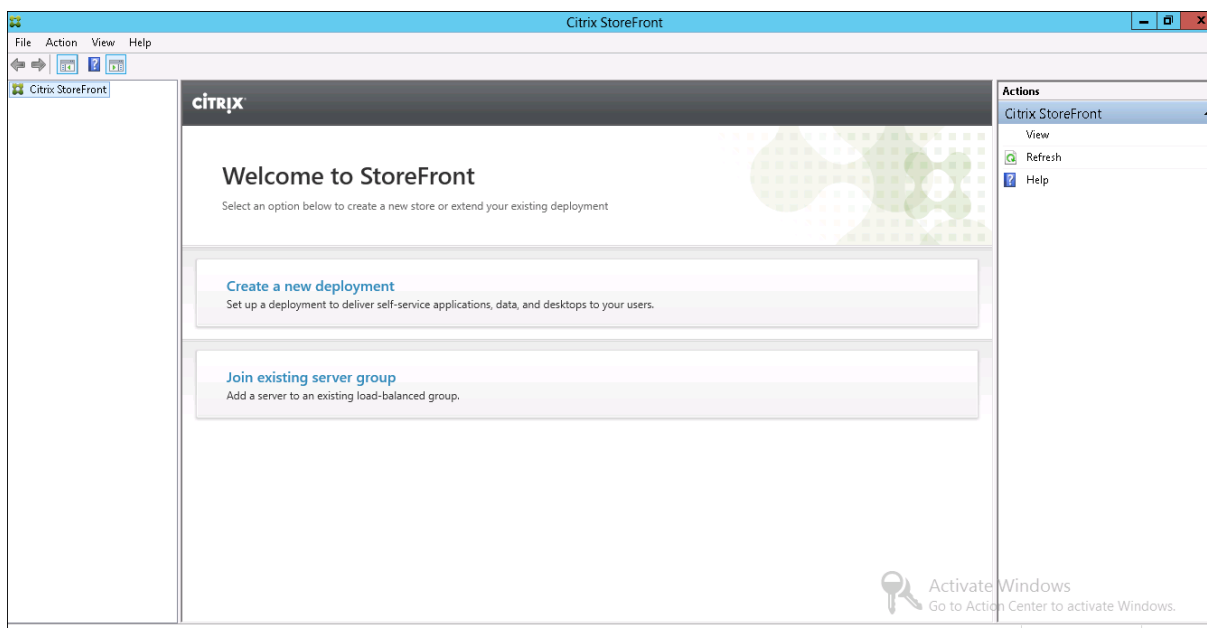 Citrix StoreFront
File Action View Help
Citrix StoreFront
CITRIX
Welcome to StoreFront
Select an option below to create a new store or extend your existing deployment
Create a new deployment
Set up a deployment to deliver self-service applications, data, and desktops to your users.
Join existing server group
Add a server to an existing load-balanced group.
Actions
Citrix StoreFront
View
Refresh
Help
Activate Windows
Go to Action Center to activate Windows.